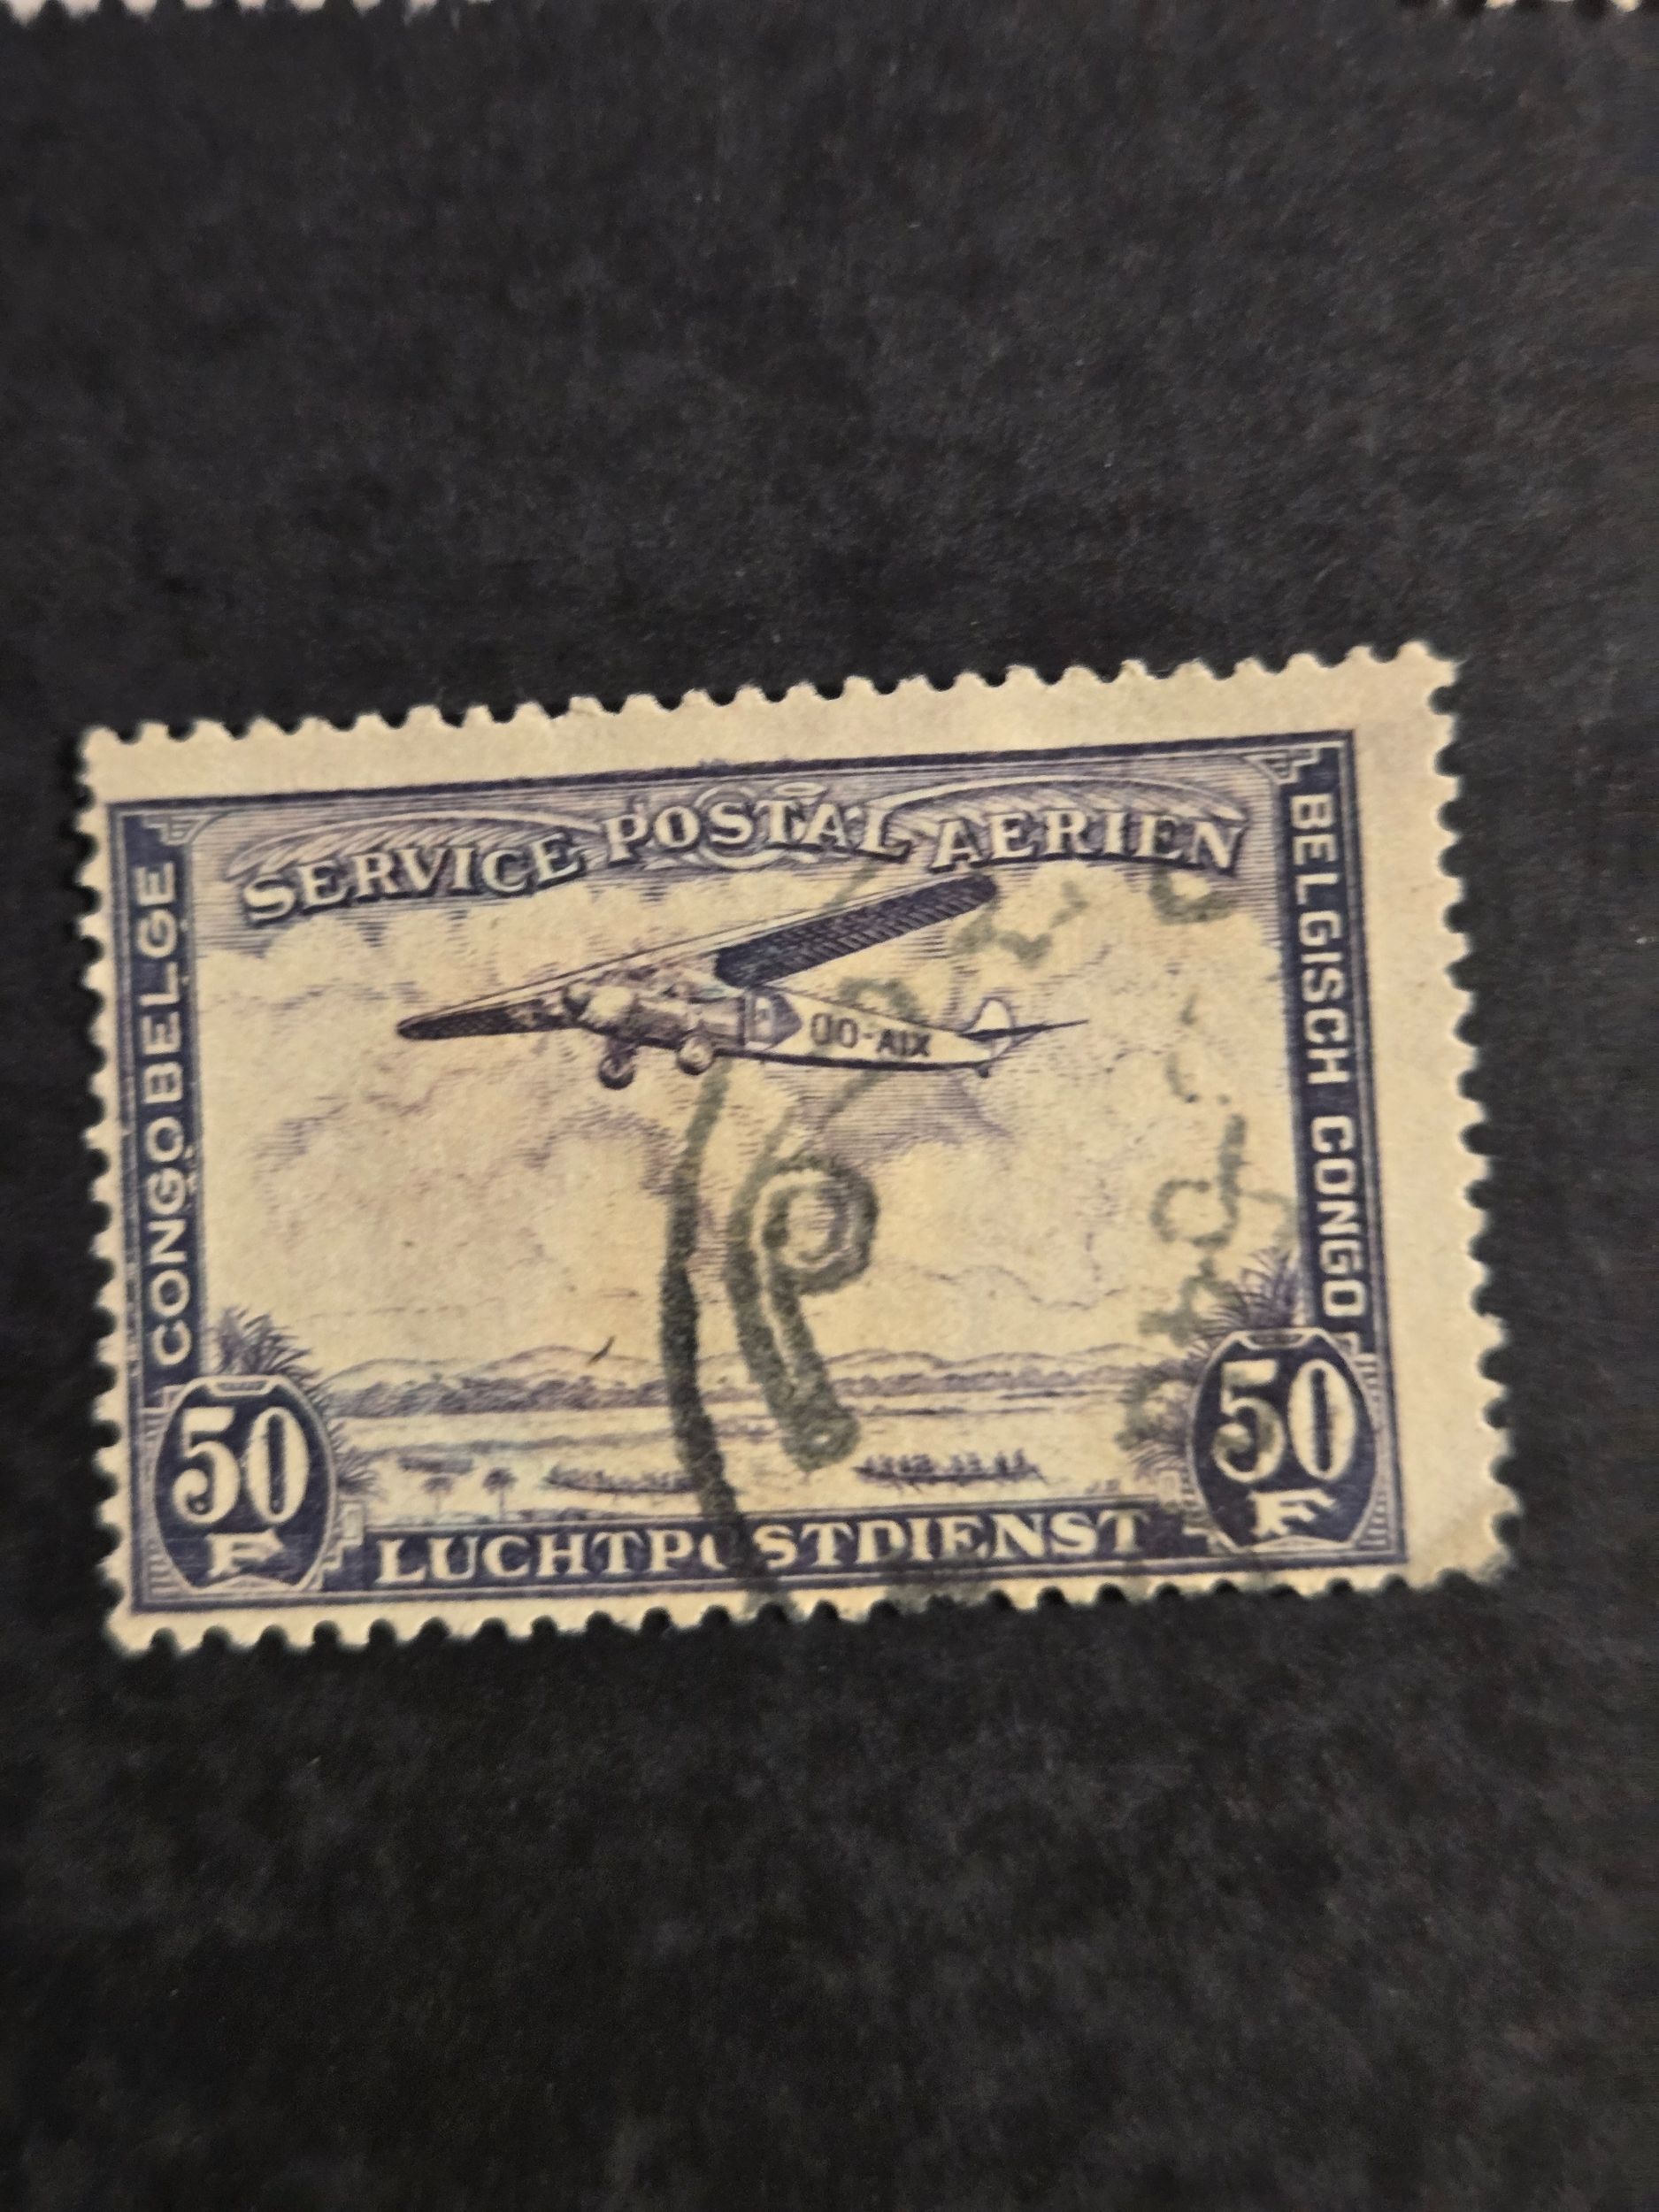 SERVICE POSTAL AERIEN
CONGO BELGE
BELGISCH CONGO
OO-AIX
50
F
50
F
LUCHTPOSTDIENST